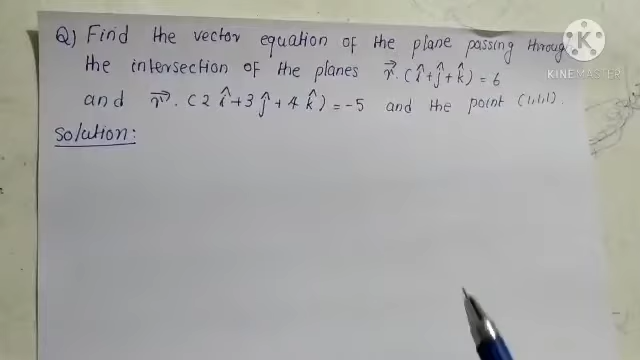 Q) Find the vector equation of the plane passing throug
the intersection of the planes r⃗. (î+ĵ+k̂) = 6
and r⃗. (2î+3ĵ+4k̂) = -5 and the point (1,1,1).
Solution:
K
KINEMASTER